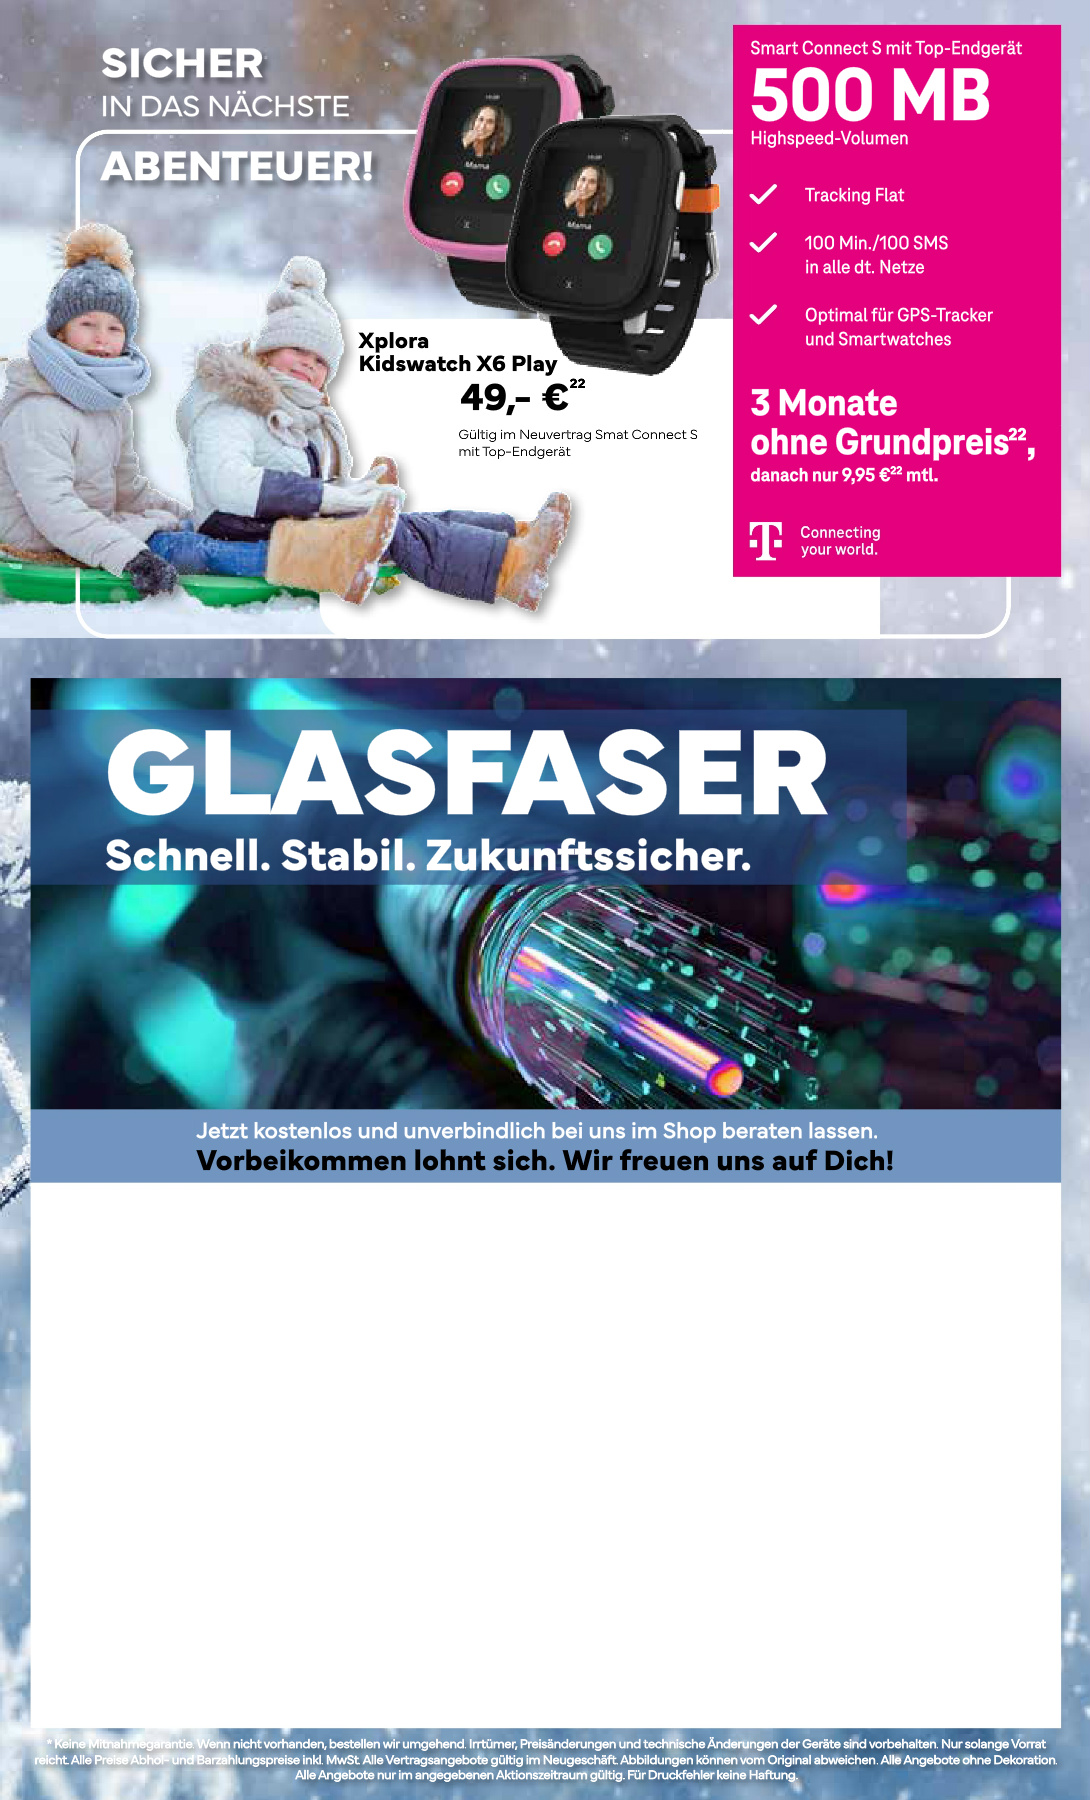 SICHER
IN DAS NÄCHSTE
ABENTEUER!
Mama
Mama
Xplora
Kidswatch X6 Play
49,- €²²
Gültig im Neuvertrag Smat Connect S
mit Top-Endgerät
Smart Connect S mit Top-Endgerät
500 MB
Highspeed-Volumen
Tracking Flat
100 Min./100 SMS
in alle dt. Netze
Optimal für GPS-Tracker
und Smartwatches
3 Monate
ohne Grundpreis²²,
danach nur 9,95 €²² mtl.
T Connecting
your world.
GLASFASER
Schnell. Stabil. Zukunftssicher.
Jetzt kostenlos und unverbindlich bei uns im Shop beraten lassen.
Vorbeikommen lohnt sich. Wir freuen uns auf Dich!
* Keine Mitnahmegarantie. Wenn nicht vorhanden, bestellen wir umgehend. Irrtümer, Preisänderungen und technische Änderungen der Geräte sind vorbehalten. Nur solange Vorrat
reicht. Alle Preise Abhol- und Barzahlungspreise inkl. MwSt. Alle Vertragsangebote gültig im Neugeschäft. Abbildungen können vom Original abweichen. Alle Angebote ohne Dekoration.
Alle Angebote nur im angegebenen Aktionszeitraum gültig. Für Druckfehler keine Haftung.